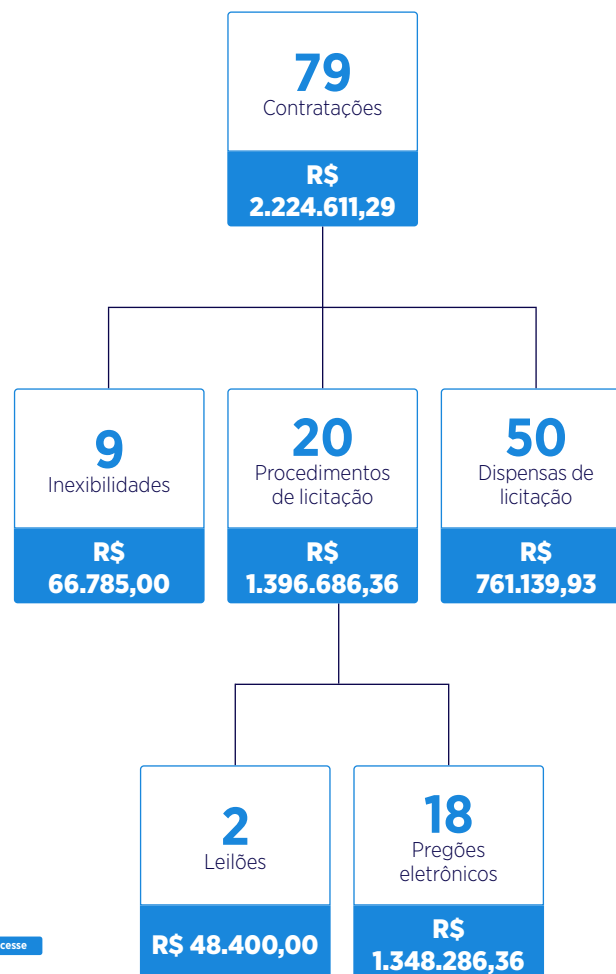 79
Contratações
R$
2.224.611,29
9
Inexibilidades
R$
66.785,00
20
Procedimentos
de licitação
R$
1.396.686,36
50
Dispensas de
licitação
R$
761.139,93
2
Leilões
R$ 48.400,00
18
Pregões
eletrônicos
R$
1.348.286,36
cesse